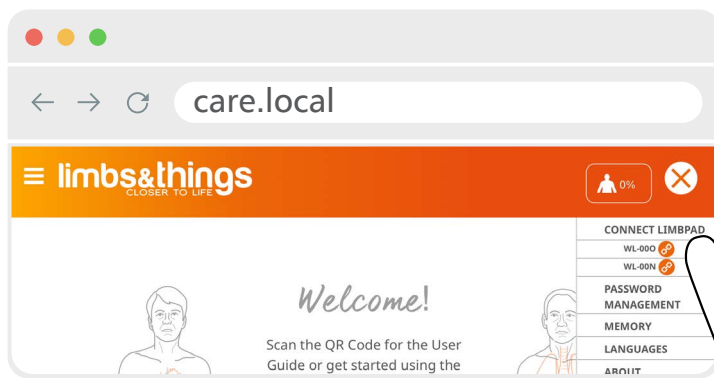 care.local
limbs&things
CLOSER TO LIFE
0%
CONNECT LIMBPAD
WL-00O
WL-00N
PASSWORD
MANAGEMENT
MEMORY
LANGUAGES
ABOUT
Welcome!
Scan the QR Code for the User
Guide or get started using the